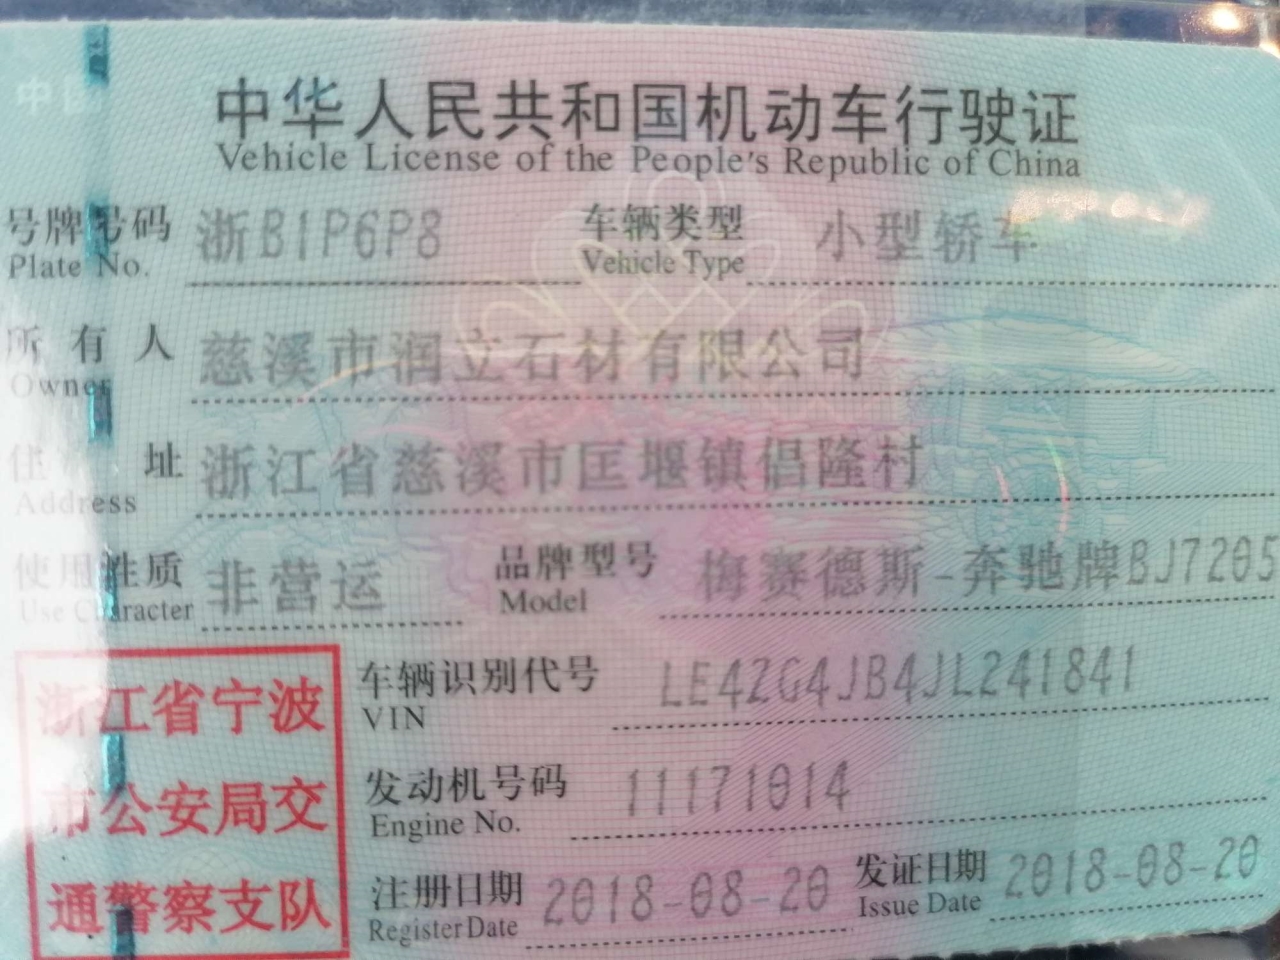 中华人民共和国机动车行驶证
Vehicle License of the People's Republic of China
号牌号码 浙B1P6P8 车辆类型 小型轿车
Plate No. Vehicle Type
所有人 慈溪市润立石材有限公司
Owner
住 址 浙江省慈溪市匡堰镇倡隆村
Address
使用性质 非营运 品牌型号 梅赛德斯-奔驰牌BJ7205
Use Character Model
车辆识别代号 LE4ZG4JB4JL241841
VIN
发动机号码 11171014
Engine No.
注册日期 2018-08-20 发证日期 2018-08-20
Register Date Issue Date
浙江省宁波
市公安局交
通警察支队